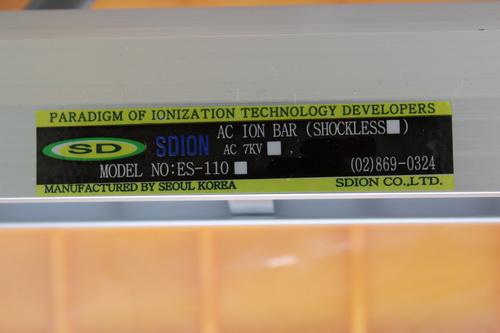 PARADIGM OF IONIZATION TECHNOLOGY DEVELOPERS
SD SDION AC ION BAR (SHOCKLESS■)
AC 7KV■,
MODEL NO:ES-110■ (02)869-0324
MANUFACTURED BY SEOUL KOREA SDION CO.,LTD.